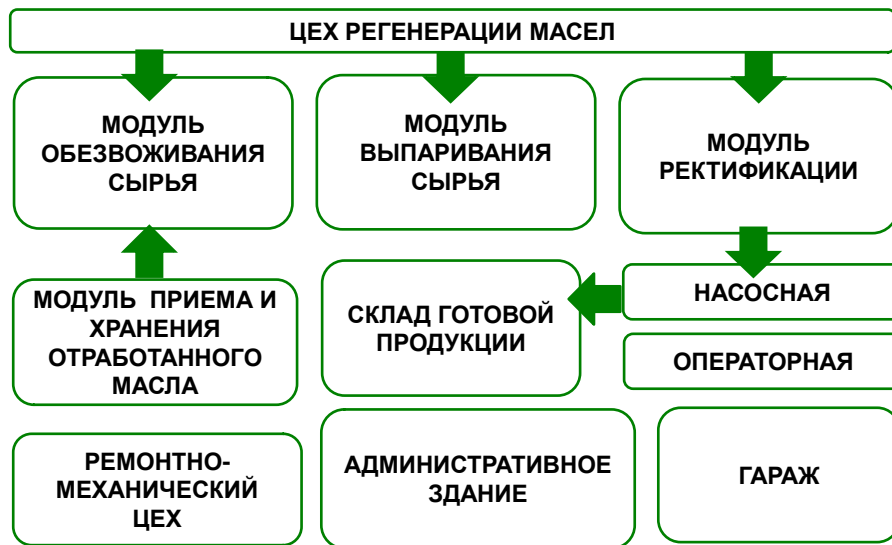 ЦЕХ РЕГЕНЕРАЦИИ МАСЕЛ
МОДУЛЬ
ОБЕЗВОЖИВАНИЯ
СЫРЬЯ
МОДУЛЬ
ВЫПАРИВАНИЯ
СЫРЬЯ
МОДУЛЬ
РЕКТИФИКАЦИИ
МОДУЛЬ ПРИЕМА И
ХРАНЕНИЯ
ОТРАБОТАННОГО
МАСЛА
СКЛАД ГОТОВОЙ
ПРОДУКЦИИ
НАСОСНАЯ
ОПЕРАТОРНАЯ
РЕМОНТНО-
МЕХАНИЧЕСКИЙ
ЦЕХ
АДМИНИСТРАТИВНОЕ
ЗДАНИЕ
ГАРАЖ